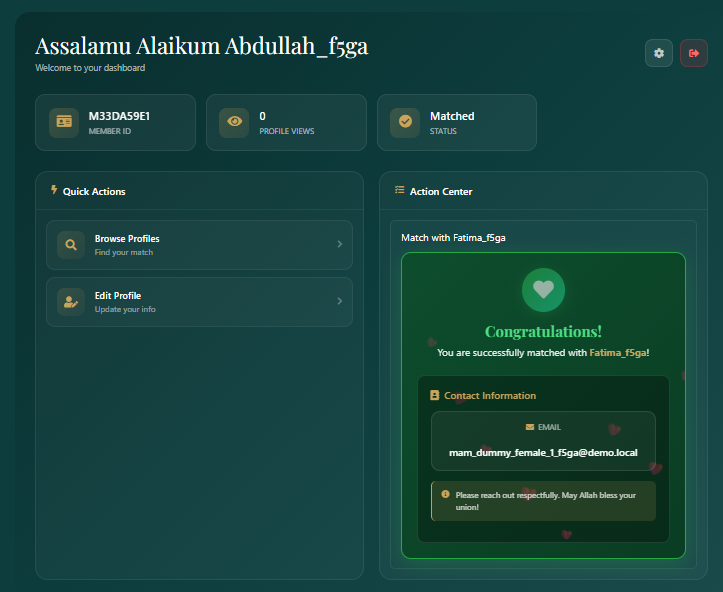 Assalamu Alaikum Abdullah_f5ga
Welcome to your dashboard
M33DA59E1
MEMBER ID
0
PROFILE VIEWS
Matched
STATUS
Quick Actions
Browse Profiles
Find your match
Edit Profile
Update your info
Action Center
Match with Fatima_f5ga
Congratulations!
You are successfully matched with Fatima_f5ga!
Contact Information
EMAIL
mam_dummy_female_1_f5ga@demo.local
Please reach out respectfully. May Allah bless your
union!